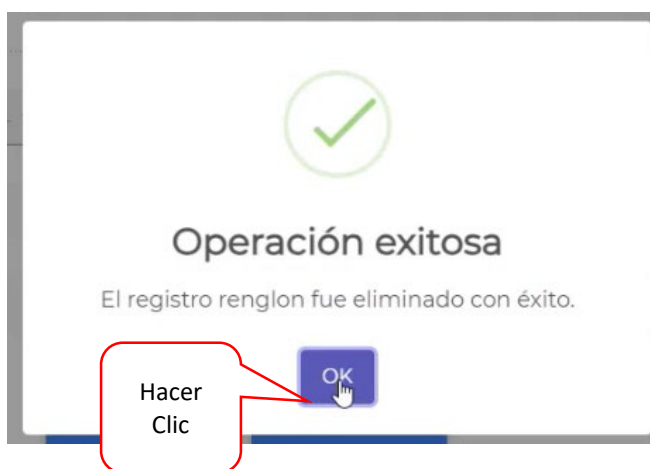 Operación exitosa
El registro renglon fue eliminado con éxito.
OK
Hacer
Clic